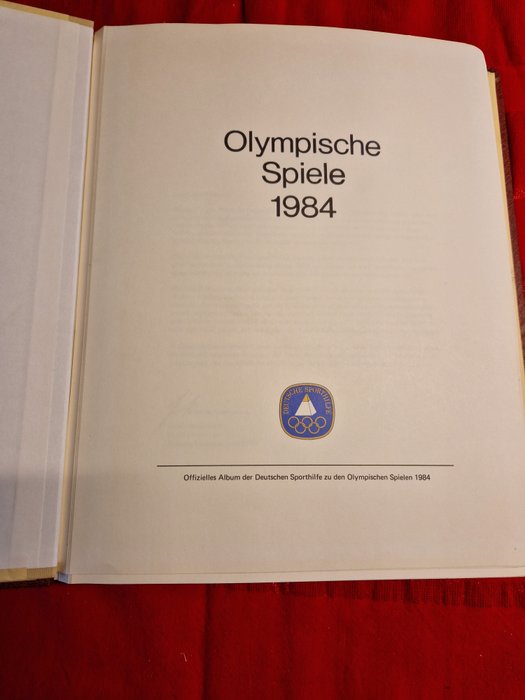 Olympische
Spiele
1984
DEUTSCHE SPORTHILFE
Offizielles Album der Deutschen Sporthilfe zu den Olympischen Spielen 1984